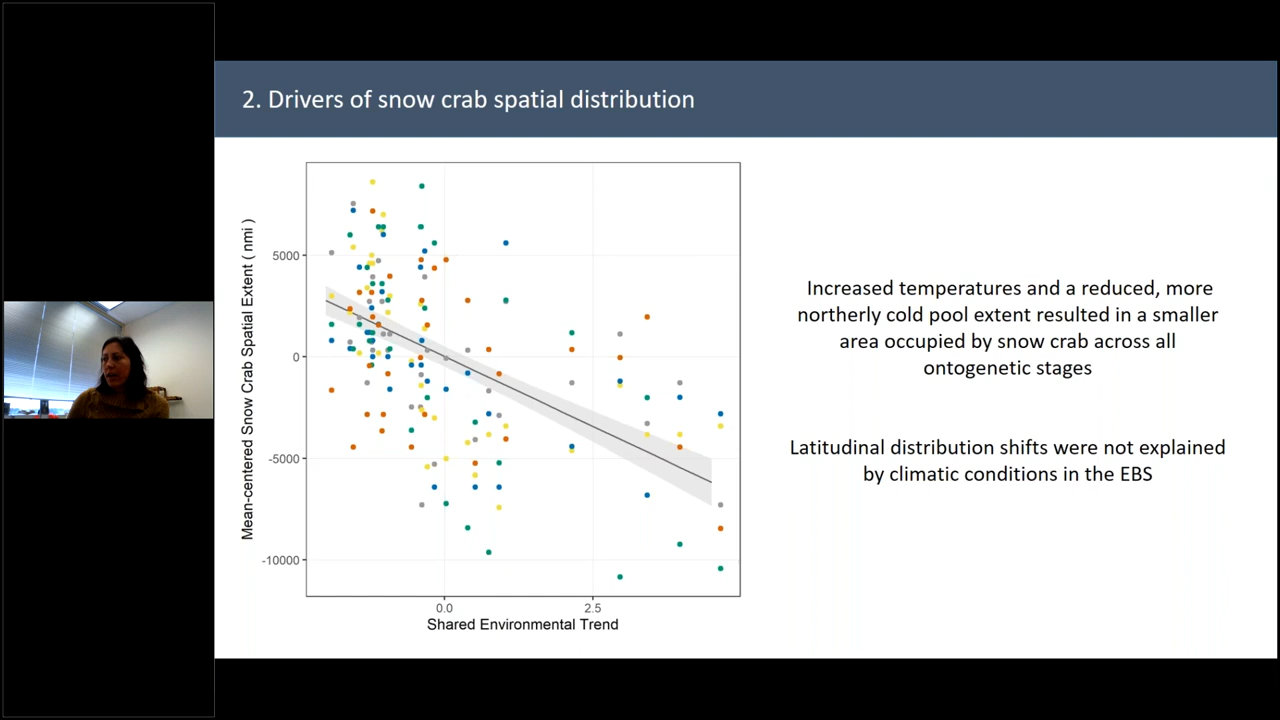 2. Drivers of snow crab spatial distribution
Mean-centered Snow Crab Spatial Extent ( nmi )
5000
0
-5000
-10000
0.0
2.5
Shared Environmental Trend
Increased temperatures and a reduced, more
northerly cold pool extent resulted in a smaller
area occupied by snow crab across all
ontogenetic stages
Latitudinal distribution shifts were not explained
by climatic conditions in the EBS